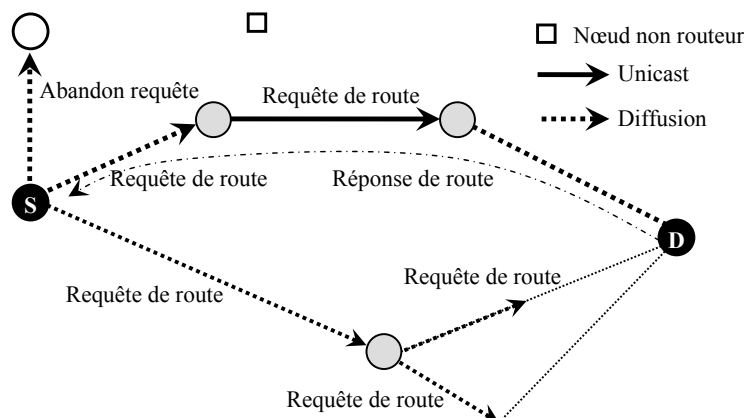 Nœud non routeur
Unicast
Diffusion
Abandon requête
Requête de route
Requête de route
Réponse de route
S
D
Requête de route
Requête de route
Requête de route